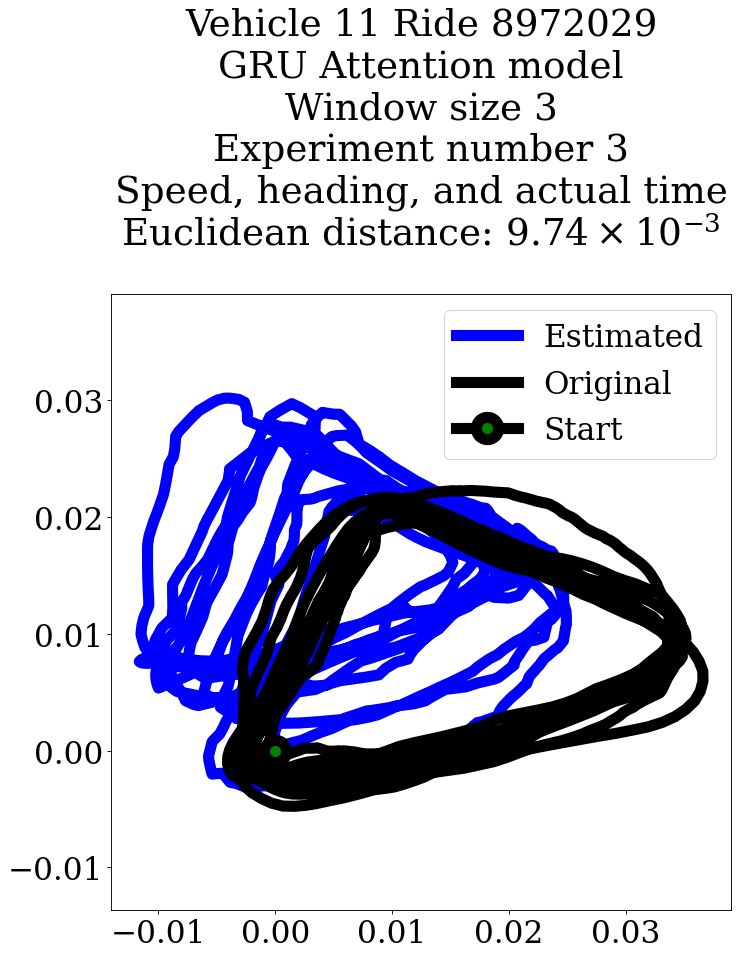 Vehicle 11 Ride 8972029
GRU Attention model
Window size 3
Experiment number 3
Speed, heading, and actual time
Euclidean distance: 9.74 × 10⁻³
Estimated
Original
Start
0.03
0.02
0.01
0.00
−0.01
−0.01 0.00 0.01 0.02 0.03